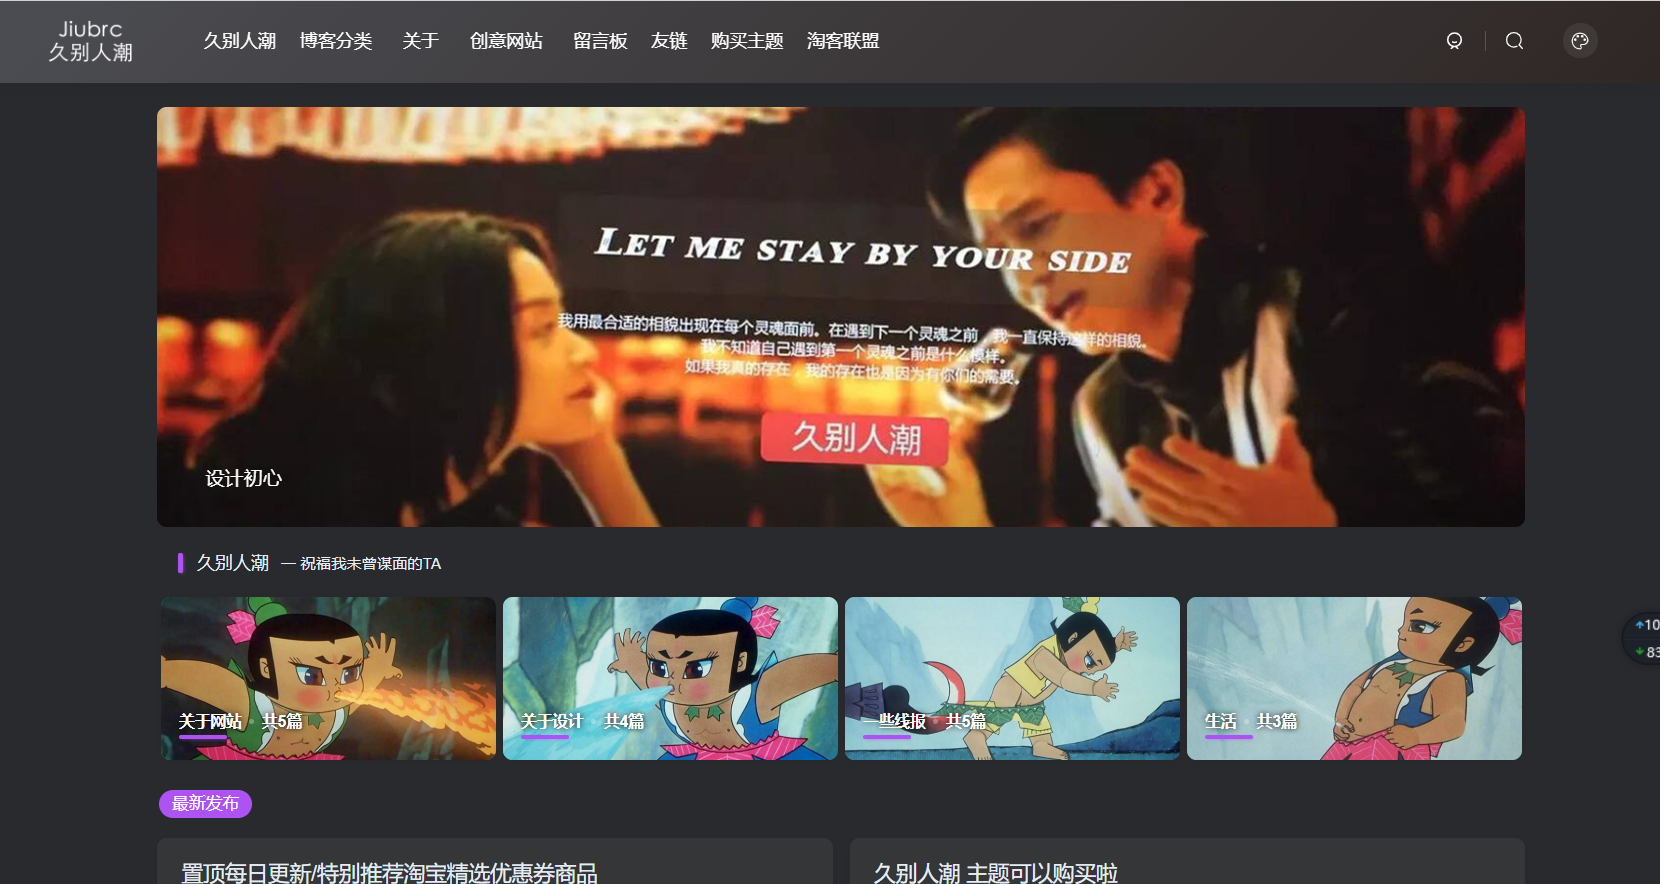 Jiubrc
久别人潮
久别人潮 博客分类 关于 创意网站 留言板 友链 购买主题 淘客联盟
LET ME STAY BY YOUR SIDE
我用最合适的相貌出现在每个灵魂面前。在遇到下一个灵魂之前，我一直保持这样的相貌。
我不知道自己遇到第一个灵魂之前是什么模样。
如果我真的存在，我的存在也是因为有你们的需要。
久别人潮
设计初心
久别人潮 — 祝福我未曾谋面的TA
关于网站 共5篇
关于设计 共4篇
一些线报 共5篇
生活 共3篇
10
83
最新发布
置顶每日更新/特别推荐淘宝精选优惠券商品
久别人潮 主题可以购买啦